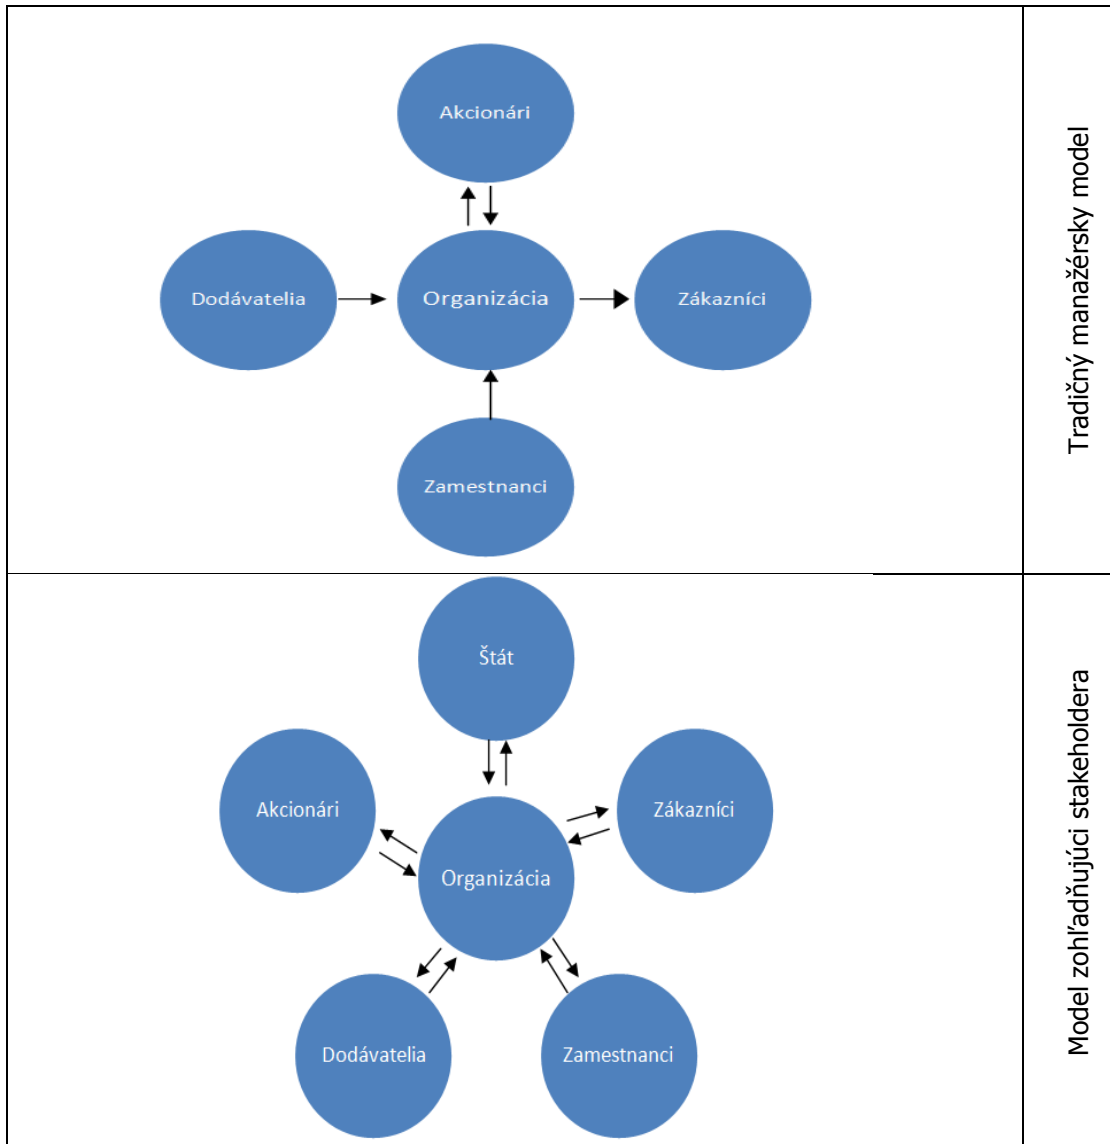 Akcionári
Dodávatelia
Organizácia
Zákazníci
Zamestnanci
Tradičný manažérsky model
Štát
Akcionári
Zákazníci
Organizácia
Dodávatelia
Zamestnanci
Model zohľadňujúci stakeholdera